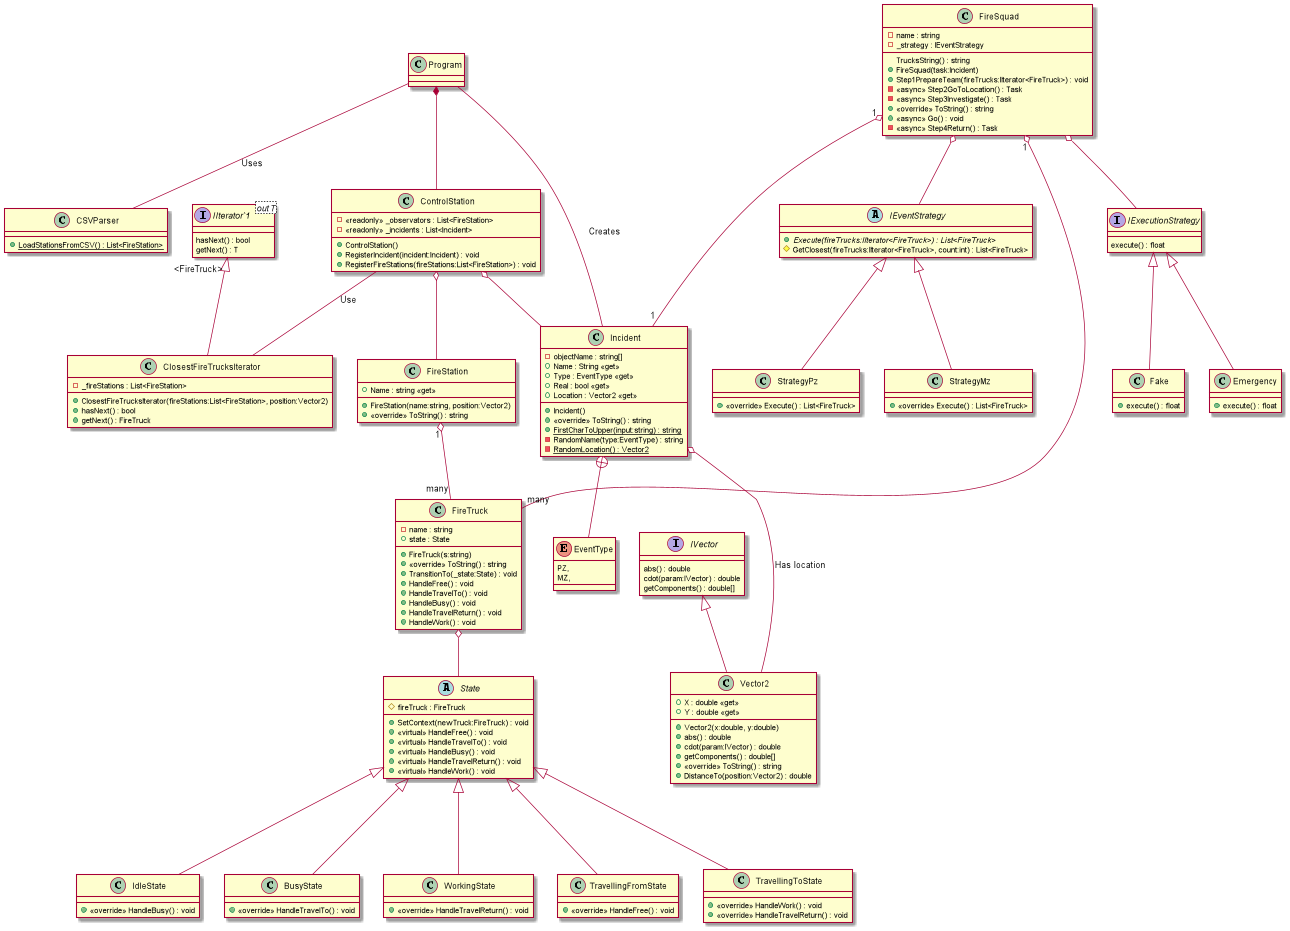 C FireSquad
name : string
_strategy : IEventStrategy
TrucksString() : string
FireSquad(task:Incident)
Step1PrepareTeam(fireTrucks:Iterator<FireTruck>) : void
«async» Step2GoToLocation() : Task
«async» Step3Investigate() : Task
«override» ToString() : string
«async» Go() : void
«async» Step4Return() : Task
C Program
1
1
Uses
Creates
C CSVParser
LoadStationsFromCSV() : List<FireStation>
I IIterator`1
out T
hasNext() : bool
getNext() : T
<FireTruck>
C ControlStation
«readonly» _observators : List<FireStation>
«readonly» _incidents : List<Incident>
ControlStation()
RegisterIncident(incident:Incident) : void
RegisterFireStations(fireStations:List<FireStation>) : void
A IEventStrategy
Execute(fireTrucks:IIterator<FireTruck>) : List<FireTruck>
GetClosest(fireTrucks:IIterator<FireTruck>, count:int) : List<FireTruck>
I IExecutionStrategy
execute() : float
Use
1
C ClosestFireTrucksIterator
_fireStations : List<FireStation>
ClosestFireTrucksIterator(fireStations:List<FireStation>, position:Vector2)
hasNext() : bool
getNext() : FireTruck
C FireStation
Name : string «get»
FireStation(name:string, position:Vector2)
«override» ToString() : string
C Incident
objectName : string[]
Name : String «get»
Type : EventType «get»
Real : bool «get»
Location : Vector2 «get»
Incident()
«override» ToString() : string
FirstCharToUpper(input:string) : string
RandomName(type:EventType) : string
RandomLocation() : Vector2
C StrategyPz
«override» Execute() : List<FireTruck>
C StrategyMz
«override» Execute() : List<FireTruck>
C Fake
execute() : float
C Emergency
execute() : float
1
many
many
C FireTruck
name : string
state : State
FireTruck(s:string)
«override» ToString() : string
TransitionTo(_state:State) : void
HandleFree() : void
HandleTravelTo() : void
HandleBusy() : void
HandleTravelReturn() : void
HandleWork() : void
E EventType
PZ,
MZ,
I IVector
abs() : double
cdot(param:IVector) : double
getComponents() : double[]
Has location
A State
fireTruck : FireTruck
SetContext(newTruck:FireTruck) : void
«virtual» HandleFree() : void
«virtual» HandleTravelTo() : void
«virtual» HandleBusy() : void
«virtual» HandleTravelReturn() : void
«virtual» HandleWork() : void
C Vector2
X : double «get»
Y : double «get»
Vector2(x:double, y:double)
abs() : double
cdot(param:IVector) : double
getComponents() : double[]
«override» ToString() : string
DistanceTo(position:Vector2) : double
C IdleState
«override» HandleBusy() : void
C BusyState
«override» HandleTravelTo() : void
C WorkingState
«override» HandleTravelReturn() : void
C TravellingFromState
«override» HandleFree() : void
C TravellingToState
«override» HandleWork() : void
«override» HandleTravelReturn() : void